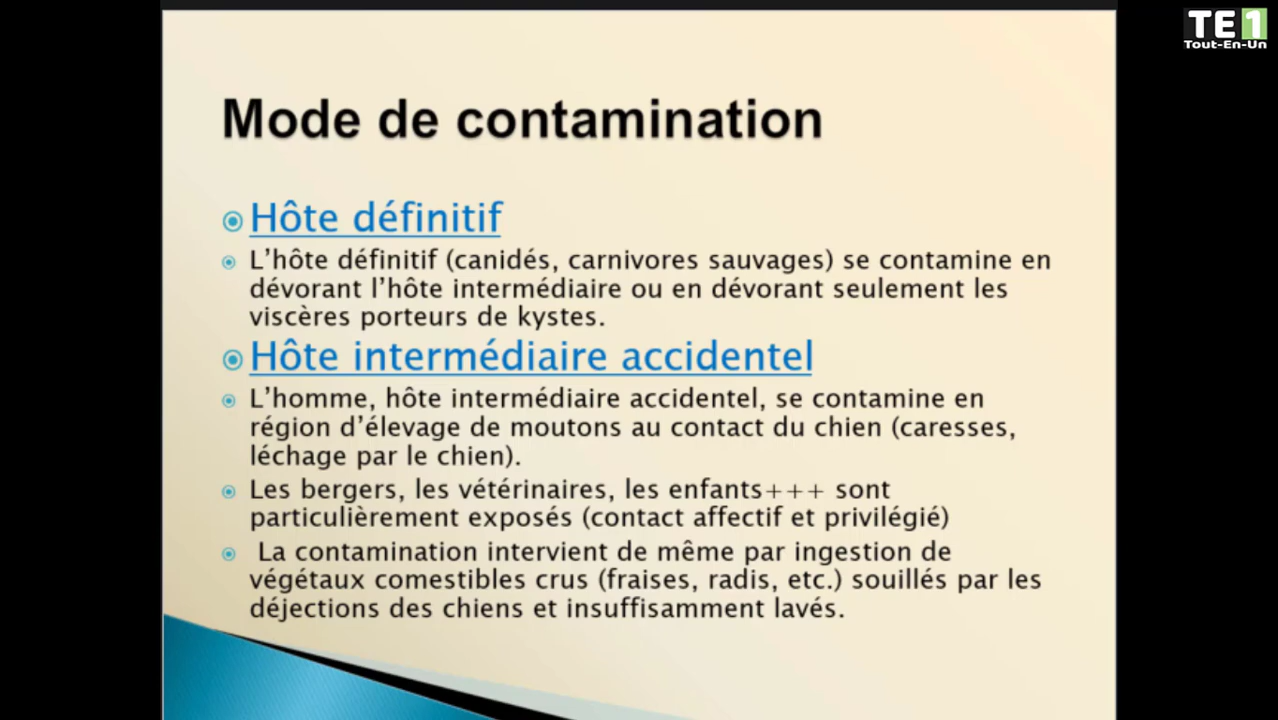 TE1
Tout-En-Un
Mode de contamination
Hôte définitif
L'hôte définitif (canidés, carnivores sauvages) se contamine en
dévorant l'hôte intermédiaire ou en dévorant seulement les
viscères porteurs de kystes.
Hôte intermédiaire accidentel
L'homme, hôte intermédiaire accidentel, se contamine en
région d'élevage de moutons au contact du chien (caresses,
léchage par le chien).
Les bergers, les vétérinaires, les enfants+++ sont
particulièrement exposés (contact affectif et privilégié)
La contamination intervient de même par ingestion de
végétaux comestibles crus (fraises, radis, etc.) souillés par les
déjections des chiens et insuffisamment lavés.